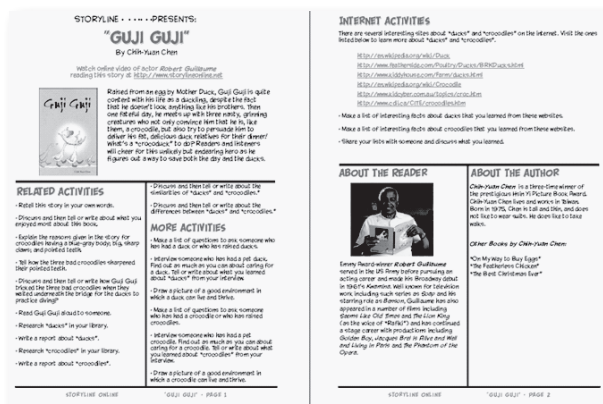 STORYLINE - - - - -PRESENTS:
"GUJI GUJI"
By Chih-Yuan Chen
Watch online video of actor Robert Guillaume
reading this story at http://www.storylineonline.net
Guji Guji
Raised from an egg by Mother Duck, Guji Guji is quite
content with his life as a duckling, despite the fact
that he doesn't look anything like his brothers. Then
one fateful day, he meets up with three nasty, grinning
creatures who not only convince him that he is, like
them, a crocodile, but also try to persuade him to
deliver his fat, delicious duck relatives for their dinner!
What's a "crocoduck" to do? Readers and listeners
will cheer for this unlikely but endearing hero as he
figures out a way to save both the day and the ducks.
RELATED ACTIVITIES
- Retell this story in your own words.
- Discuss and then tell or write about what you
enjoyed most about this book.
- Explain the reasons given in the story for
crocodiles having a blue-gray body; big, sharp
claws; and pointed teeth.
- Tell how the three bad crocodiles sharpened
their pointed teeth.
- Discuss and then tell or write how Guji Guji
tricked the three bad crocodiles when they
waited underneath the bridge for the ducks to
practice diving?
- Read Guji Guji aloud to someone.
- Research "ducks" in your library.
- Write a report about "ducks".
- Research "crocodiles" in your library.
- Write a report about "crocodiles".
- Discuss and then tell or write about the
similarities of "ducks" and "crocodiles."
- Discuss and then tell or write about the
differences between "ducks" and "crocodiles."
MORE ACTIVITIES
- Make a list of questions to ask someone who
has had a duck or who has raised ducks.
- Interview someone who has had a pet duck.
Find out as much as you can about caring for
a duck. Tell or write about what you learned
about "ducks" from your interview.
- Draw a picture of a good environment in
which a duck can live and thrive.
- Make a list of questions to ask someone who
has had a crocodile or who has raised
crocodiles.
- Interview someone who has had a pet
crocodile. Find out as much as you can about
caring for a crocodile. Tell or write about what
you learned about "crocodiles" from your
interview.
- Draw a picture of a good environment in
which a crocodile can live and thrive.
STORYLINE ONLINE "GUJI GUJI" - PAGE 1
INTERNET ACTIVITIES
There are several interesting sites about "ducks" and "crocodiles" on the internet. Visit the ones
listed below to learn more about "ducks" and "crocodiles".
http://en.wikipedia.org/wiki/Duck
http://www.feathersite.com/Poultry/Ducks/BRKDucks.html
http://www.kiddyhouse.com/Farm/ducks.html
http://en.wikipedia.org/wiki/Crocodile
http://www.kidcyber.com.au/topics/croc.htm
- Make a list of interesting facts about ducks that you learned from these websites.
- Make a list of interesting facts about crocodiles that you learned from these websites.
- Share your lists with someone and discuss what you learned.
ABOUT THE READER
Emmy Award-winner Robert Guillaume
served in the US Army before pursuing an
acting career and made his Broadway debut
in 1961's Kwamina. Well known for television
work including such series as Soap and his
starring role as Benson, Guillaume has also
appeared in a number of films including
Seems Like Old Times and The Lion King
(as the voice of "Rafiki") and has continued
a stage career with productions including
Golden Boy, Jacques Brel is Alive and Well
and Living in Paris and The Phantom of the
Opera.
ABOUT THE AUTHOR
Chih-Yuan Chen is a three-time winner of
the prestigious Hsin Yi Picture Book Award.
Chih-Yuan Chen lives and works in Taiwan.
Born in 1975, Chen is tall and thin, and does
not like to wear suits. He does like to take
walks.
Other Books by Chih-Yuan Chen:
"On My Way to Buy Eggs"
"The Featherless Chicken"
"The Best Christmas Ever"
STORYLINE ONLINE "GUJI GUJI" - PAGE 2